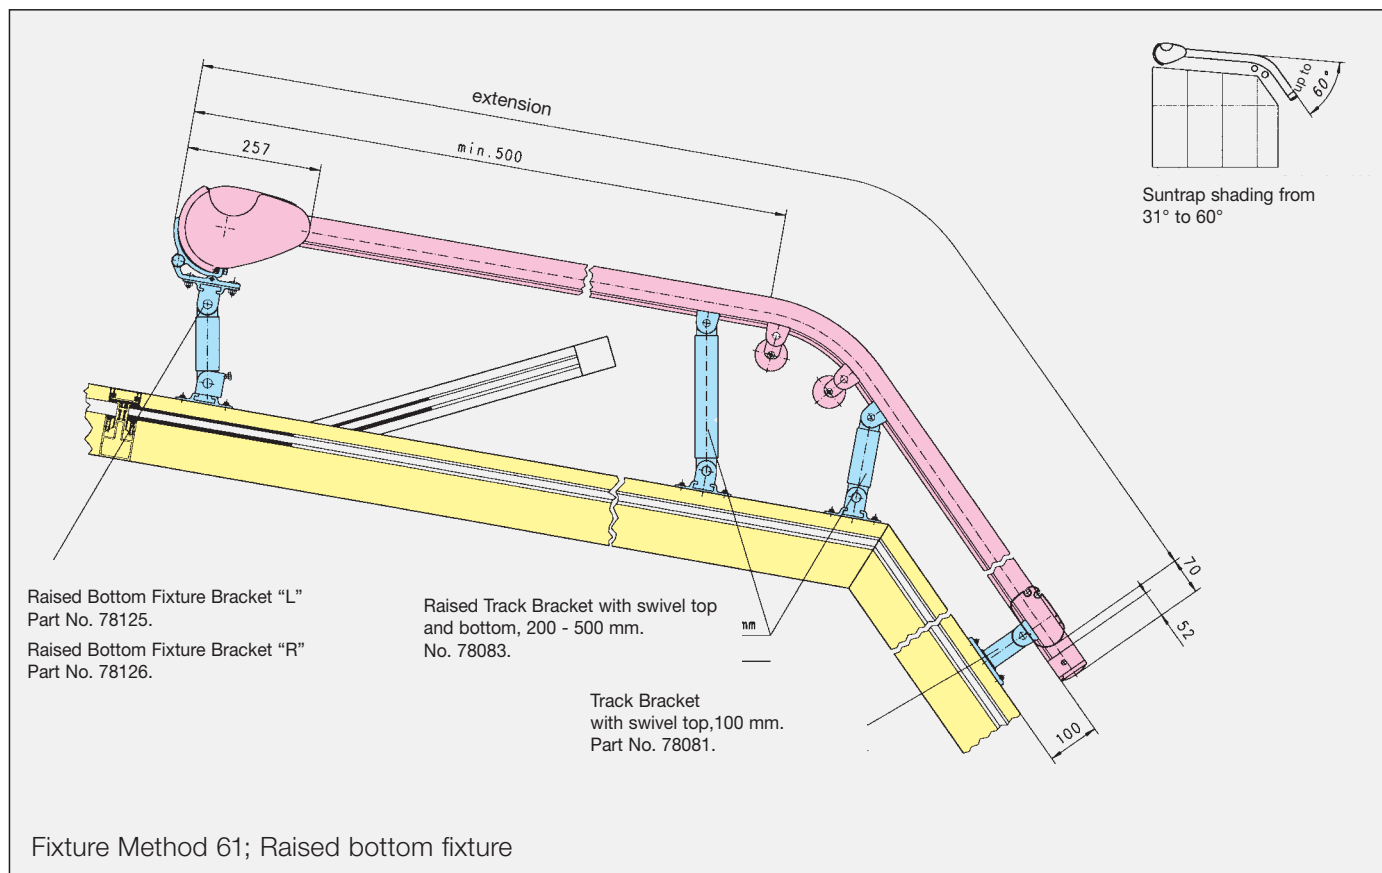 extension
min.500
257
up to
60°
Suntrap shading from
31° to 60°
Raised Bottom Fixture Bracket “L”
Part No. 78125.
Raised Bottom Fixture Bracket “R”
Part No. 78126.
Raised Track Bracket with swivel top
and bottom, 200 - 500 mm.
No. 78083.
mm
Track Bracket
with swivel top,100 mm.
Part No. 78081.
70
52
100
Fixture Method 61; Raised bottom fixture